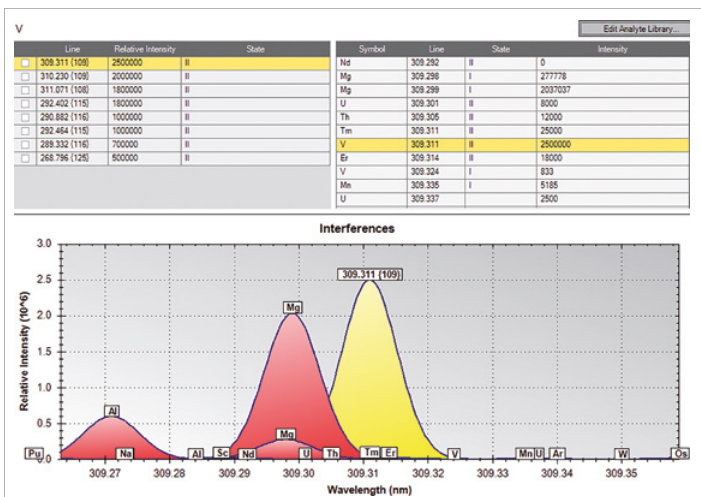 V
Edit Analyte Library...
Line Relative Intensity State
309.311 {109} 2500000 II
310.230 {109} 2000000 II
311.071 {108} 1800000 II
292.402 {115} 1800000 II
290.882 {116} 1000000 II
292.464 {115} 1000000 II
289.332 {116} 700000 II
268.796 {125} 500000 II
Symbol Line State Intensity
Nd 309.292 II 0
Mg 309.298 I 277778
Mg 309.299 I 2037037
U 309.301 II 8000
Th 309.305 II 12000
Tm 309.311 II 25000
V 309.311 II 2500000
Er 309.314 II 18000
V 309.324 I 833
Mn 309.335 I 5185
U 309.337 2500
Interferences
Relative Intensity (10^6)
3.0
2.5
2.0
1.5
1.0
0.5
0.0
309.311 {109}
Mg
Al
Mg
Pu Na Al Sc Nd U Th Tm Er V Mn U Ar W Os
309.27 309.28 309.29 309.30 309.31 309.32 309.33 309.34 309.35
Wavelength (nm)